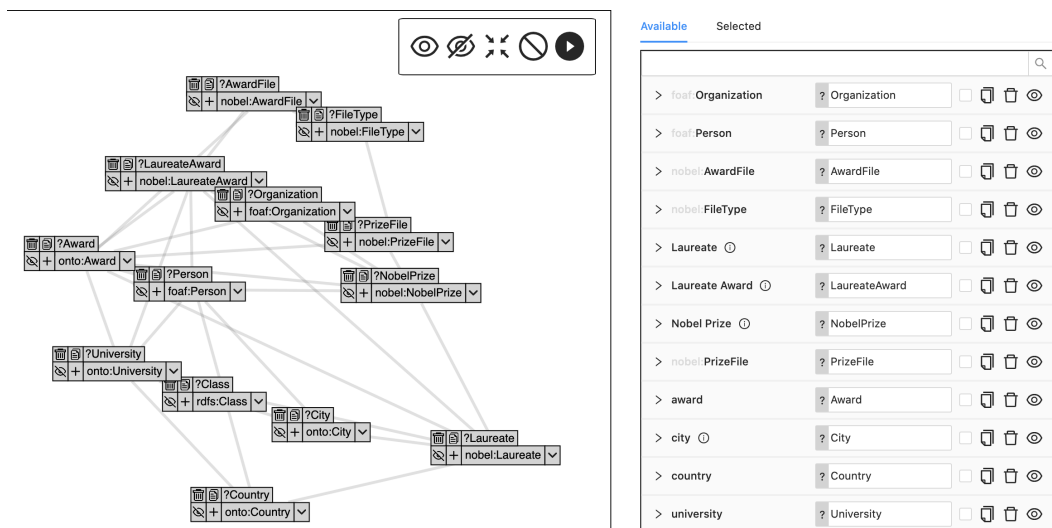 ?AwardFile
nobel:AwardFile
?FileType
nobel:FileType
?LaureateAward
nobel:LaureateAward
?Organization
foaf:Organization
?PrizeFile
nobel:PrizeFile
?Award
onto:Award
?Person
foaf:Person
?NobelPrize
nobel:NobelPrize
?University
onto:University
?Class
rdfs:Class
?City
onto:City
?Laureate
nobel:Laureate
?Country
onto:Country
Available Selected
foaf:Organization ? Organization
foaf:Person ? Person
nobel:AwardFile ? AwardFile
nobel:FileType ? FileType
Laureate ? Laureate
Laureate Award ? LaureateAward
Nobel Prize ? NobelPrize
nobel:PrizeFile ? PrizeFile
award ? Award
city ? City
country ? Country
university ? University